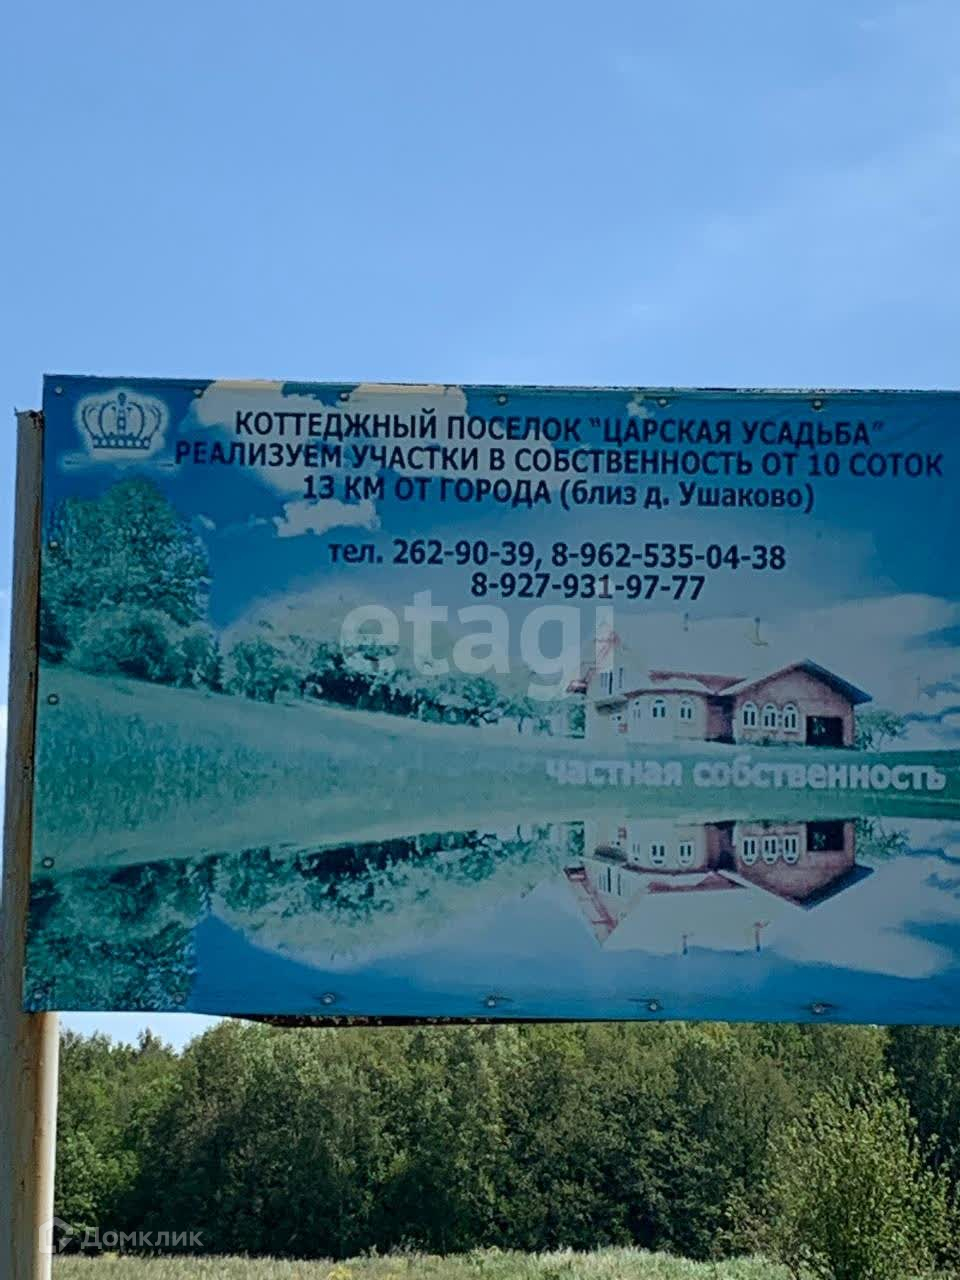 КОТТЕДЖНЫЙ ПОСЕЛОК "ЦАРСКАЯ УСАДЬБА"
РЕАЛИЗУЕМ УЧАСТКИ В СОБСТВЕННОСТЬ ОТ 10 СОТОК
13 КМ ОТ ГОРОДА (близ д. Ушаково)
тел. 262-90-39, 8-962-535-04-38
8-927-931-97-77
etagi
частная собственность
Домклик